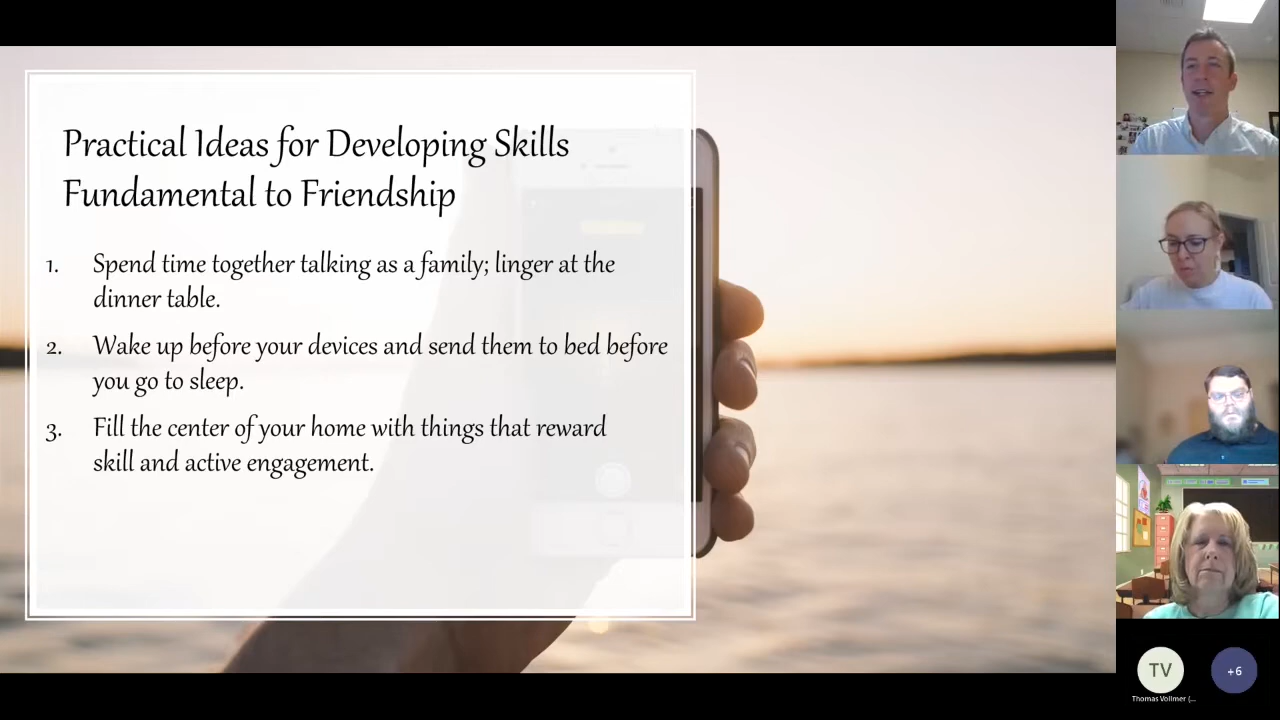 Practical Ideas for Developing Skills
Fundamental to Friendship
1. Spend time together talking as a family; linger at the
dinner table.
2. Wake up before your devices and send them to bed before
you go to sleep.
3. Fill the center of your home with things that reward
skill and active engagement.
TV
+6
Thomas Vollmer (...